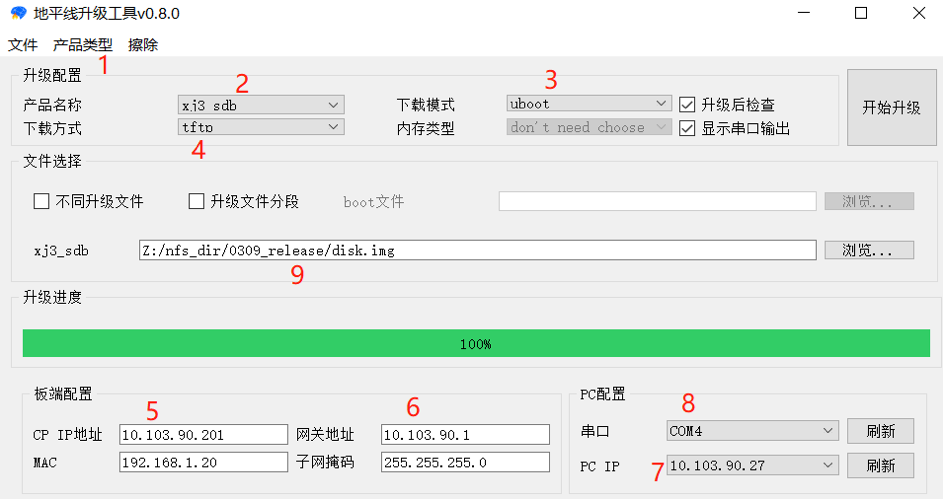 地平线升级工具v0.8.0
文件 产品类型 擦除
1
升级配置
2 3
产品名称 xj3_sdb 下载模式 uboot 升级后检查
下载方式 tftp 内存类型 don't need choose 显示串口输出
开始升级
4
文件选择
不同升级文件 升级文件分段 boot文件 浏览...
xj3_sdb Z:/nfs_dir/0309_release/disk.img 浏览...
9
升级进度
100%
板端配置
5 6
CP IP地址 10.103.90.201 网关地址 10.103.90.1
MAC 192.168.1.20 子网掩码 255.255.255.0
PC配置
8
串口 COM4 刷新
PC IP 7 10.103.90.27 刷新